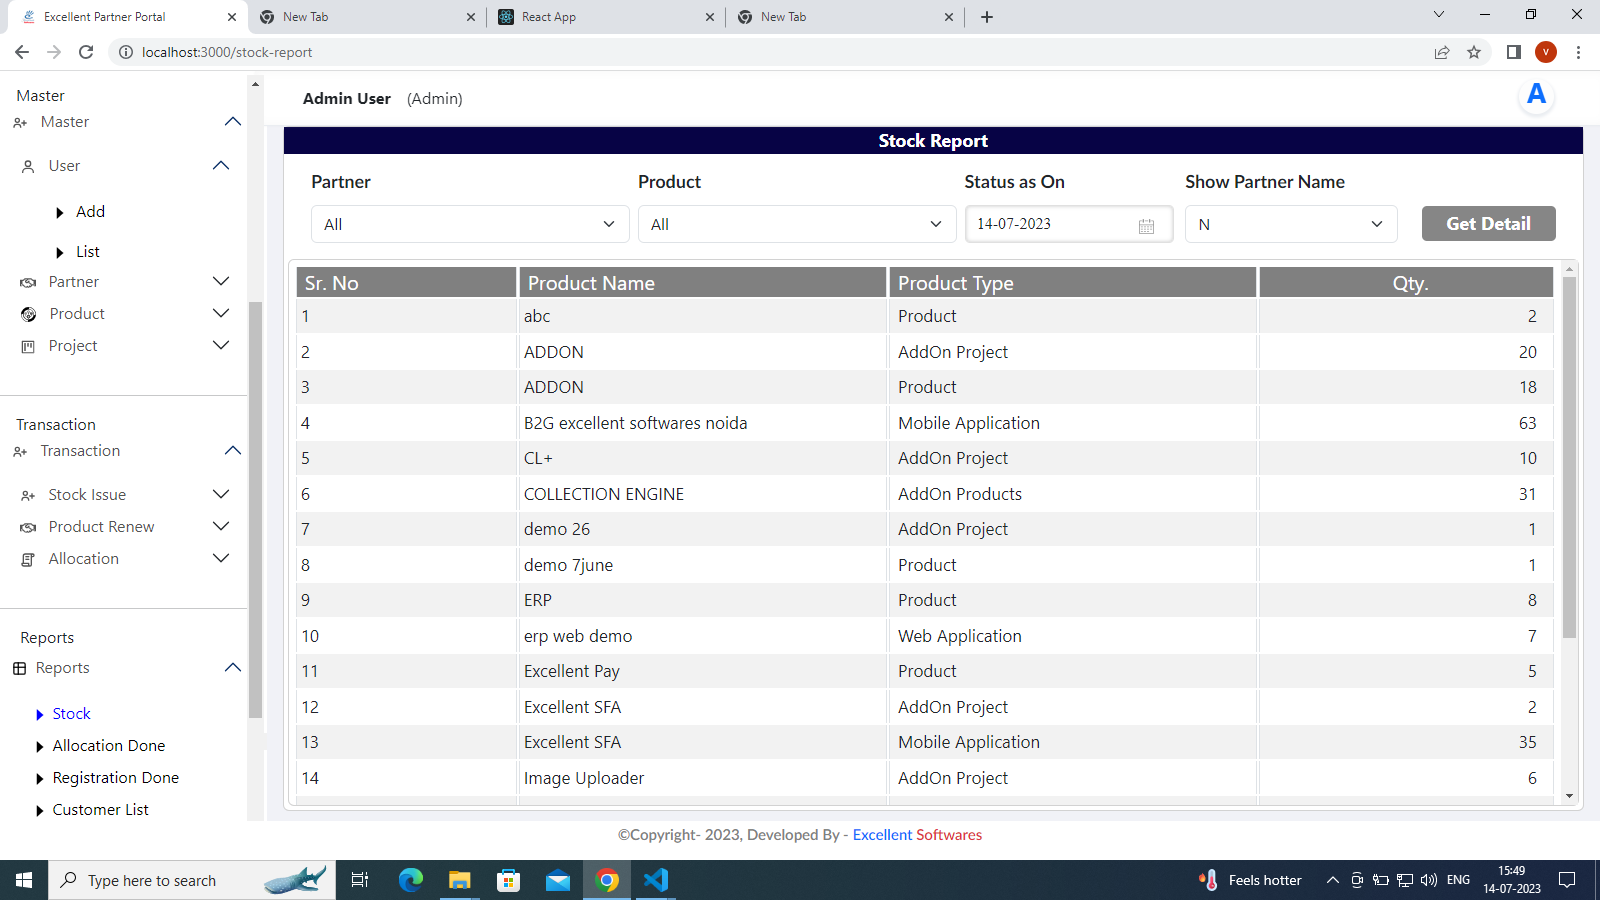 Excellent Partner Portal
New Tab
React App
New Tab
localhost:3000/stock-report
V
Master
Master
User
Add
List
Partner
Product
Project
Transaction
Transaction
Stock Issue
Product Renew
Allocation
Reports
Reports
Stock
Allocation Done
Registration Done
Customer List
Admin User (Admin)
A
Stock Report
Partner Product Status as On Show Partner Name
All All 14-07-2023 N Get Detail
Sr. No Product Name Product Type Qty.
1 abc Product 2
2 ADDON AddOn Project 20
3 ADDON Product 18
4 B2G excellent softwares noida Mobile Application 63
5 CL+ AddOn Project 10
6 COLLECTION ENGINE AddOn Products 31
7 demo 26 AddOn Project 1
8 demo 7june Product 1
9 ERP Product 8
10 erp web demo Web Application 7
11 Excellent Pay Product 5
12 Excellent SFA AddOn Project 2
13 Excellent SFA Mobile Application 35
14 Image Uploader AddOn Project 6
©Copyright- 2023, Developed By - Excellent Softwares
Type here to search
Feels hotter
ENG
15:49
14-07-2023